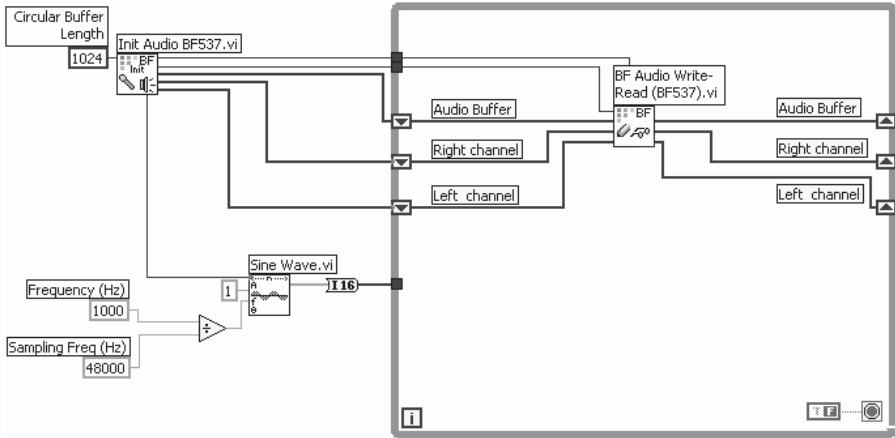 Circular Buffer
Length
1024
Init Audio BF537.vi
BF
Init
BF Audio Write-
Read (BF537).vi
BF
Audio Buffer
Audio Buffer
Right channel
Right channel
Left channel
Left channel
Sine Wave.vi
n
A
f
θ
1
I16
Frequency (Hz)
1000
÷
Sampling Freq (Hz)
48000
i
F